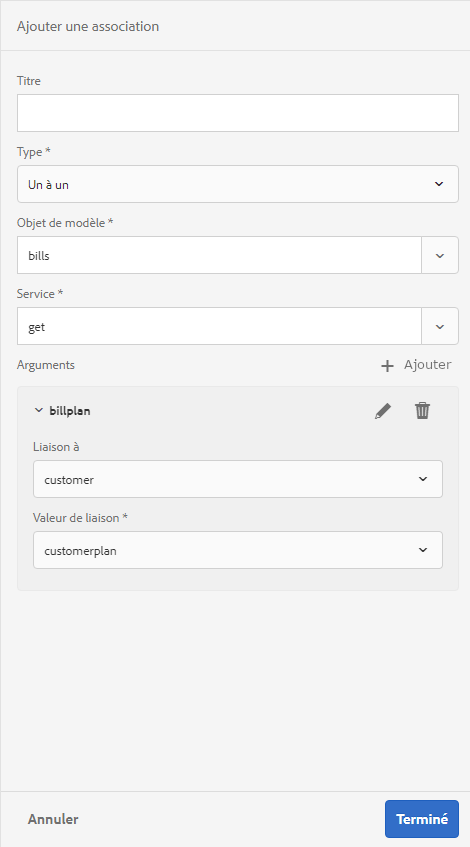 Ajouter une association
Titre
Type *
Un à un
Objet de modèle *
bills
Service *
get
Arguments
Ajouter
billplan
Liaison à
customer
Valeur de liaison *
customerplan
Annuler
Terminé